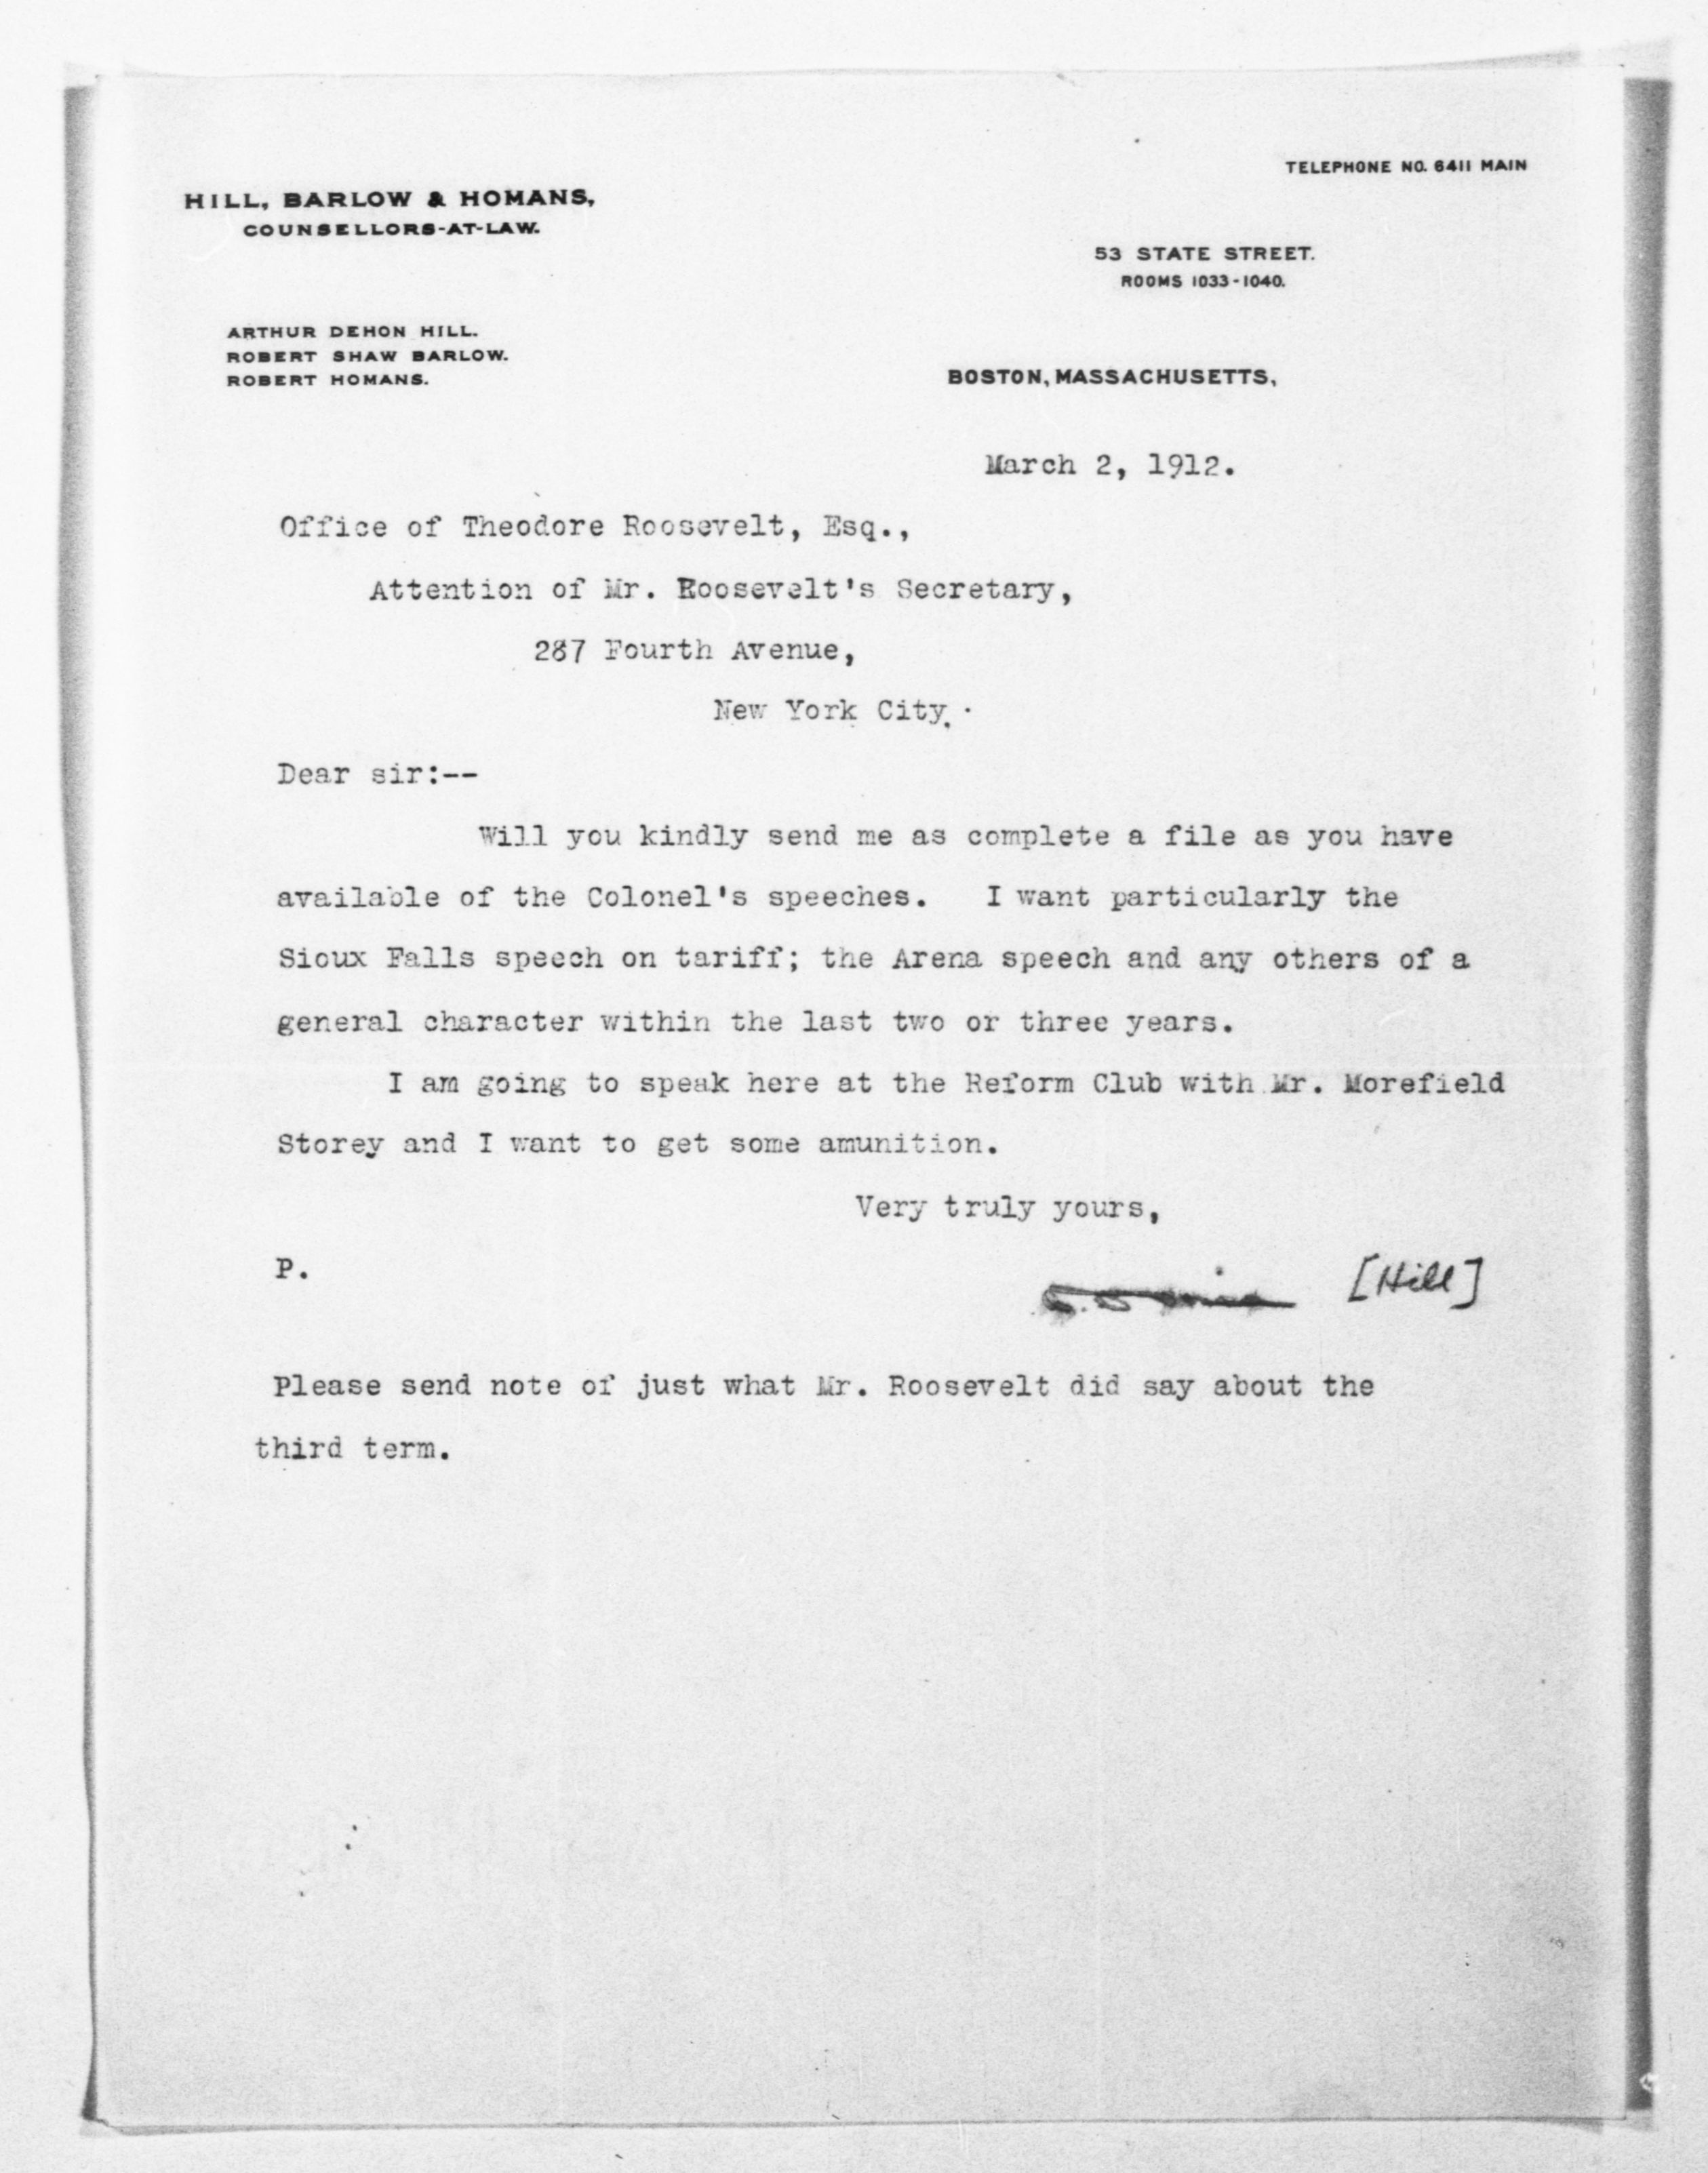 TELEPHONE NO. 6411 MAIN
HILL, BARLOW & HOMANS,
COUNSELLORS-AT-LAW.
53 STATE STREET.
ROOMS 1033-1040.
ARTHUR DEHON HILL.
ROBERT SHAW BARLOW.
ROBERT HOMANS.
BOSTON, MASSACHUSETTS,
March 2, 1912.
Office of Theodore Roosevelt, Esq.,
Attention of Mr. Roosevelt's Secretary,
287 Fourth Avenue,
New York City.
Dear sir:--
Will you kindly send me as complete a file as you have
available of the Colonel's speeches. I want particularly the
Sioux Falls speech on tariff; the Arena speech and any others of a
general character within the last two or three years.
I am going to speak here at the Reform Club with Mr. Morefield
Storey and I want to get some amunition.
Very truly yours,
P.
[Hill]
Please send note of just what Mr. Roosevelt did say about the
third term.